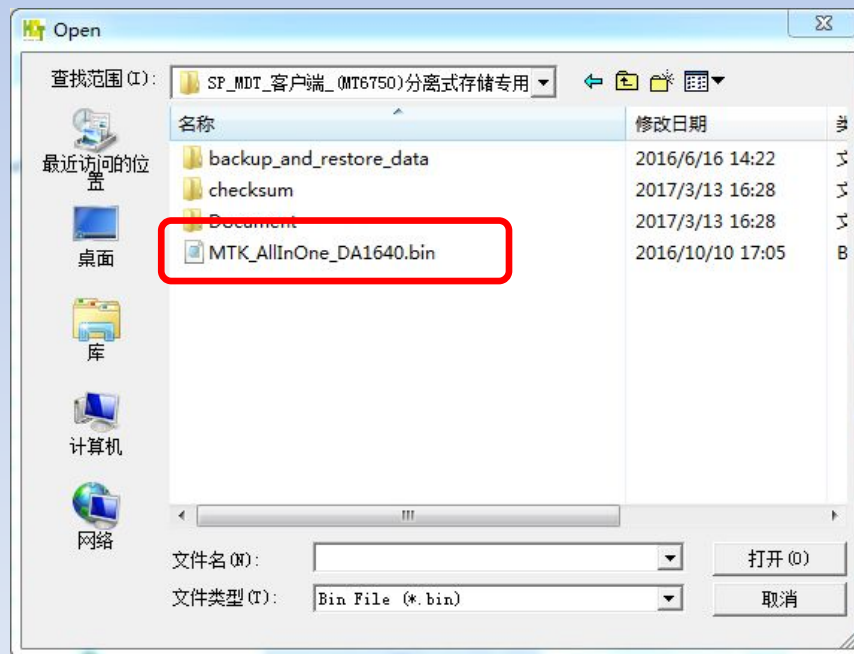 Open
查找范围(I):
SP_MDT_客户端_(MT6750)分离式存储专用
名称
修改日期
backup_and_restore_data
2016/6/16 14:22
checksum
2017/3/13 16:28
Document
2017/3/13 16:28
MTK_AllInOne_DA1640.bin
2016/10/10 17:05
B
最近访问的位
置
桌面
库
计算机
网络
文件名(N):
打开(O)
文件类型(T):
Bin File (*.bin)
取消